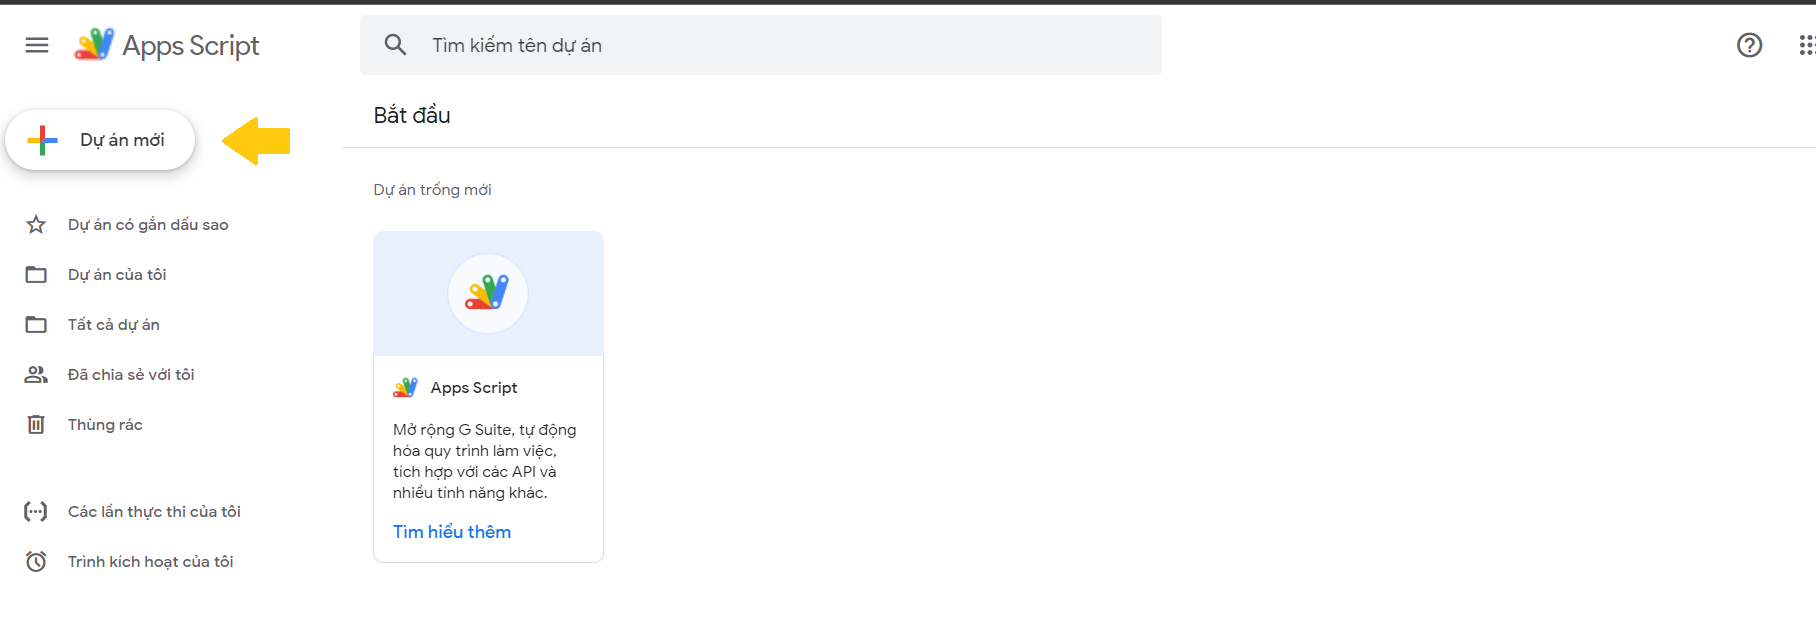 Apps Script
Tìm kiếm tên dự án
Dự án mới
Bắt đầu
Dự án trống mới
Dự án có gắn dấu sao
Dự án của tôi
Tất cả dự án
Đã chia sẻ với tôi
Thùng rác
Các lần thực thi của tôi
Trình kích hoạt của tôi
Apps Script
Mở rộng G Suite, tự động
hóa quy trình làm việc,
tích hợp với các API và
nhiều tính năng khác.
Tìm hiểu thêm